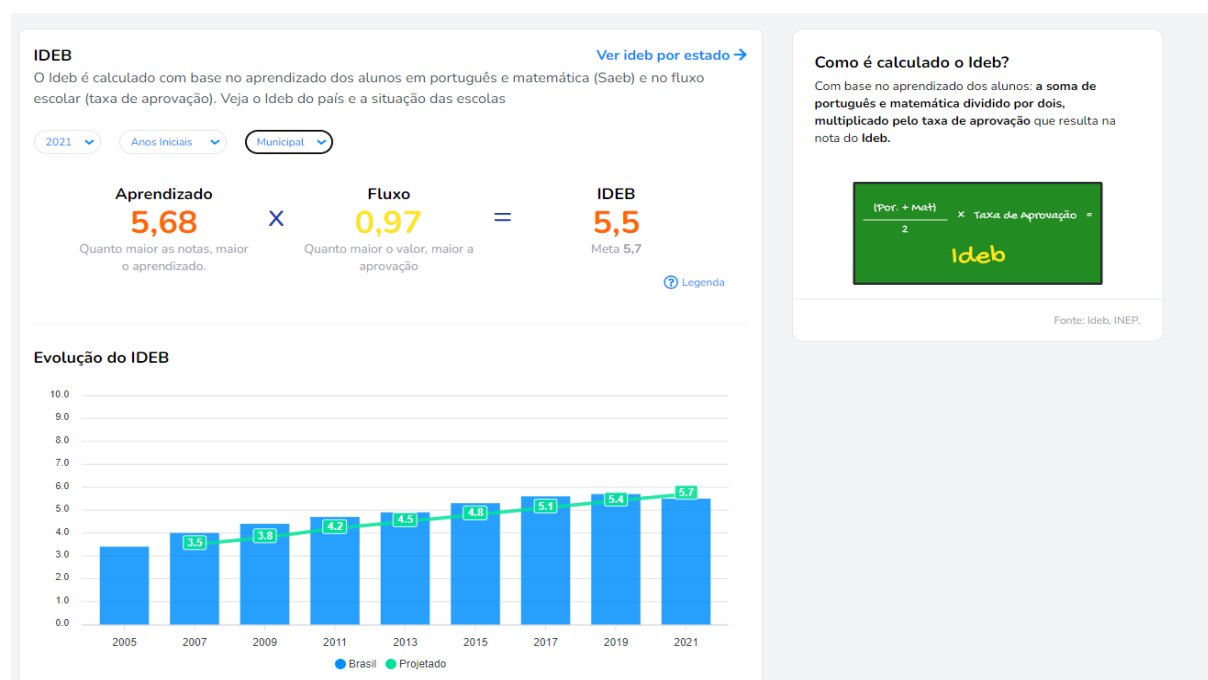 IDEB
Ver ideb por estado →
O Ideb é calculado com base no aprendizado dos alunos em português e matemática (Saeb) e no fluxo
escolar (taxa de aprovação). Veja o Ideb do país e a situação das escolas
2021
Anos Iniciais
Municipal
Aprendizado
5,68
Quanto maior as notas, maior
o aprendizado.
X
Fluxo
0,97
Quanto maior o valor, maior a
aprovação
=
IDEB
5,5
Meta 5,7
? Legenda
Evolução do IDEB
10.0
9.0
8.0
7.0
6.0
5.0
4.0
3.0
2.0
1.0
0.0
3.5
3.8
4.2
4.5
4.8
5.1
5.4
5.7
2005
2007
2009
2011
2013
2015
2017
2019
2021
Brasil
Projetado
Como é calculado o Ideb?
Com base no aprendizado dos alunos: a soma de
português e matemática dividido por dois,
multiplicado pelo taxa de aprovação que resulta na
nota do Ideb.
(Por. + Mat)
2
x Taxa de Aprovação =
Ideb
Fonte: Ideb, INEP.